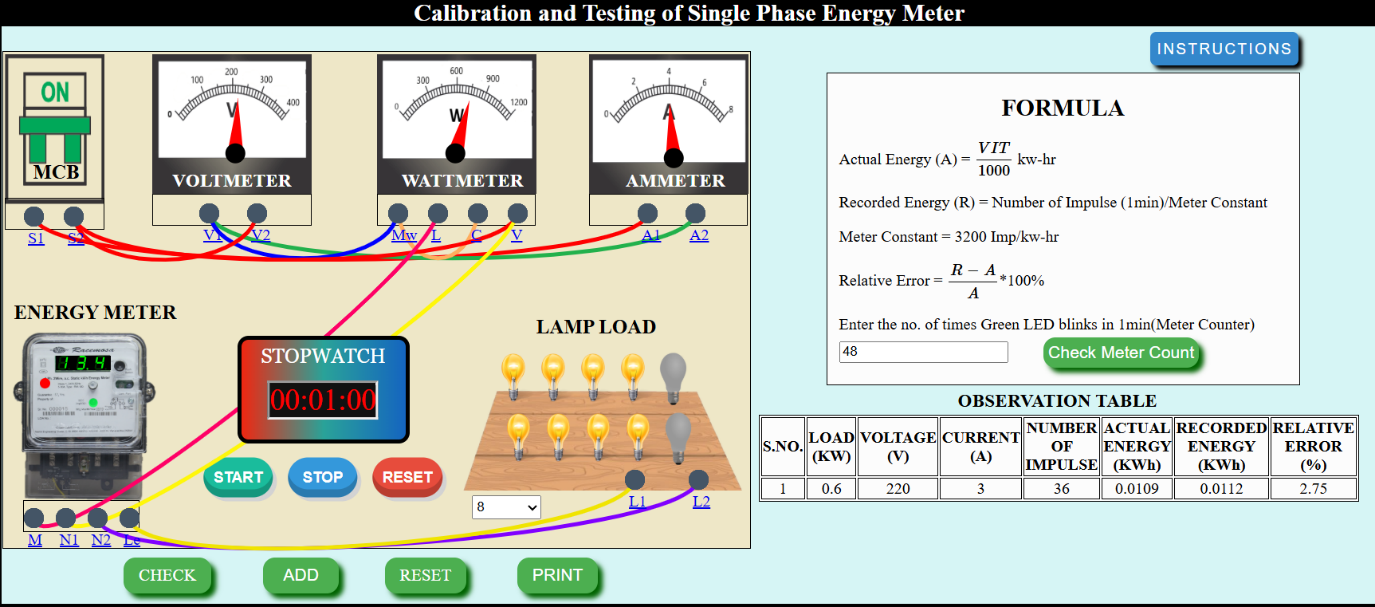 Calibration and Testing of Single Phase Energy Meter
INSTRUCTIONS
ON
MCB
S1 S2
0 100 200 300 400
V
VOLTMETER
V1 V2
0 300 600 900 1200
W
WATTMETER
Mw L C V
0 2 4 6 8
A
AMMETER
A1 A2
ENERGY METER
13.4
M N1 N2 Lo
STOPWATCH
00:01:00
START STOP RESET
LAMP LOAD
8
L1 L2
CHECK ADD RESET PRINT
FORMULA
Actual Energy (A) = VIT/1000 kw-hr
Recorded Energy (R) = Number of Impulse (1min)/Meter Constant
Meter Constant = 3200 Imp/kw-hr
Relative Error = R − A/A *100%
Enter the no. of times Green LED blinks in 1min(Meter Counter)
48
Check Meter Count
OBSERVATION TABLE
S.NO. LOAD (KW) VOLTAGE (V) CURRENT (A) NUMBER OF IMPULSE ACTUAL ENERGY (KWh) RECORDED ENERGY (KWh) RELATIVE ERROR (%)
1 0.6 220 3 36 0.0109 0.0112 2.75